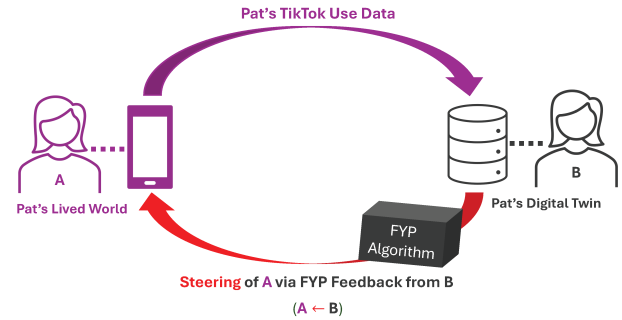 Pat’s TikTok Use Data
A
B
Pat’s Lived World
Pat’s Digital Twin
FYP
Algorithm
Steering of A via FYP Feedback from B
(A ← B)